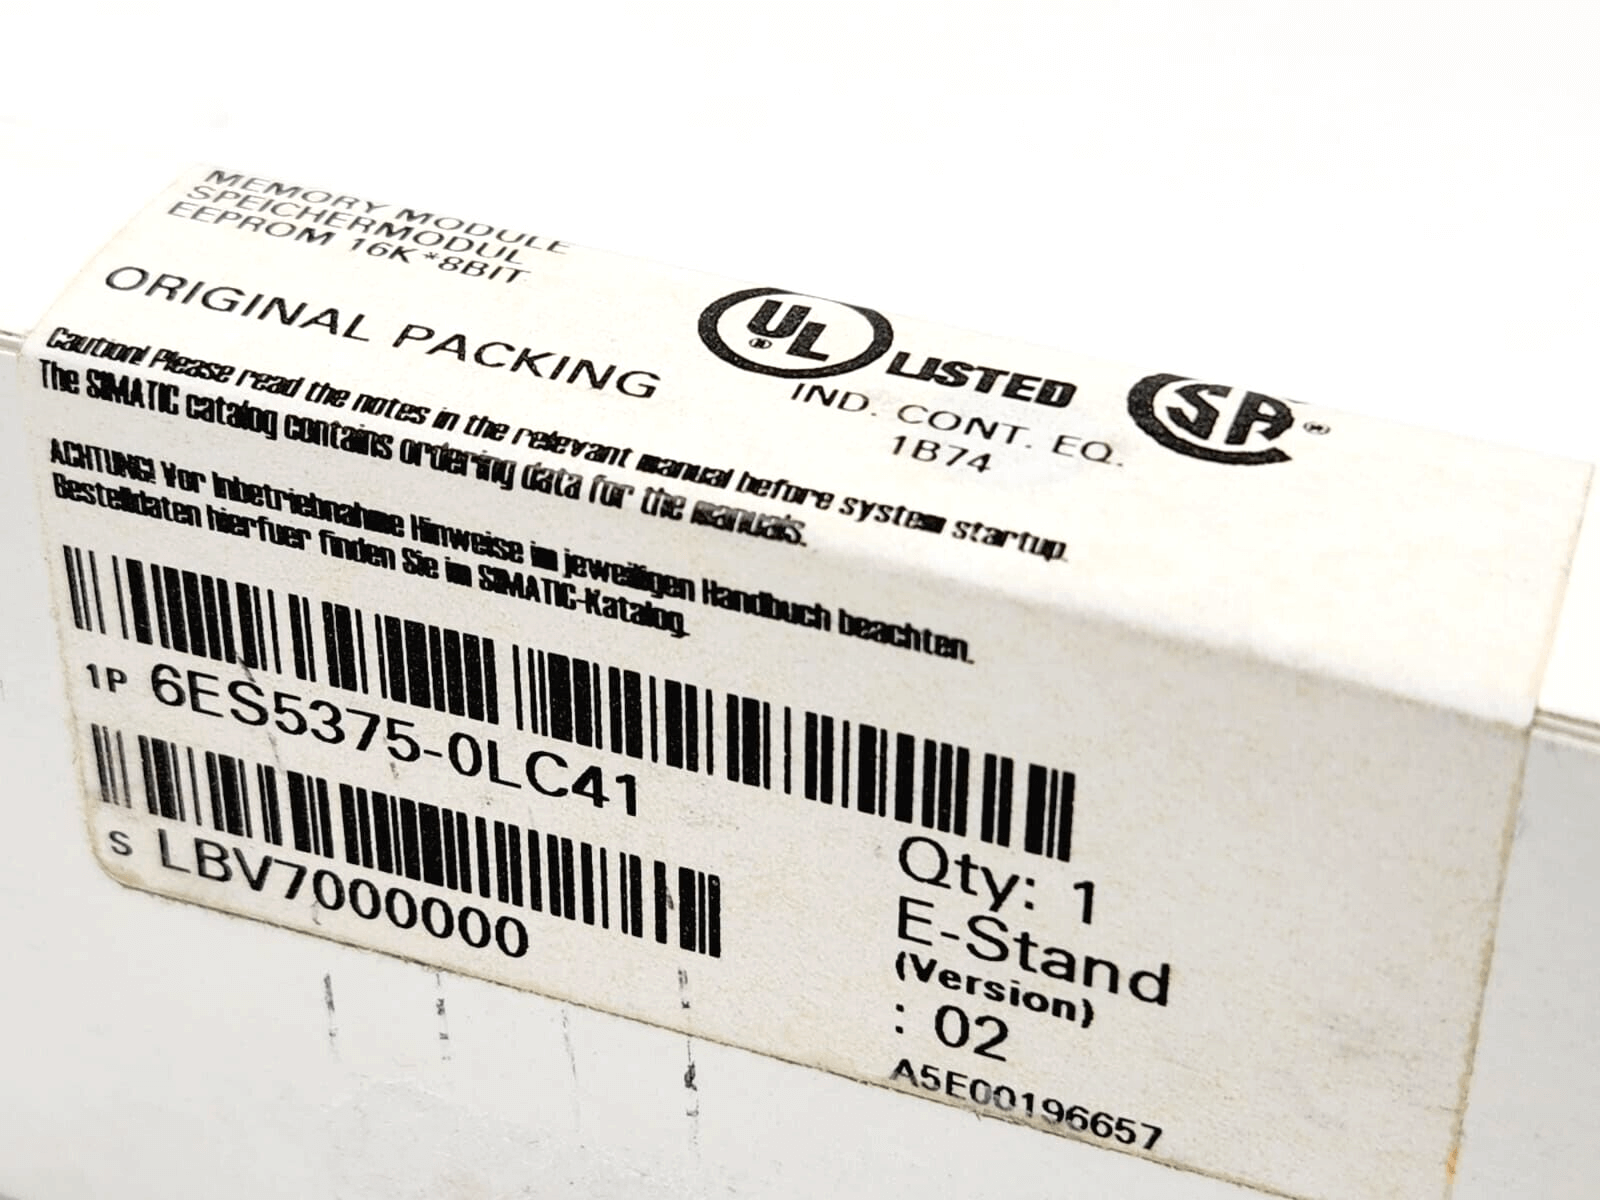 MEMORY MODULE
SPEICHERMODUL
EEPROM 16K*8BIT
ORIGINAL PACKING
UL® LISTED
IND. CONT. EQ.
1B74
SA®
Caution! Please read the notes in the relevant manual before system startup.
The SIMATIC catalog contains ordering data for the manuals.
ACHTUNG! Vor Inbetriebnahme Hinweise im jeweiligen Handbuch beachten.
Bestelldaten hierfuer finden Sie im SIMATIC-Katalog.
1P 6ES5375-0LC41
S LBV7000000
Qty: 1
E-Stand
(Version)
: 02
A5E00196657